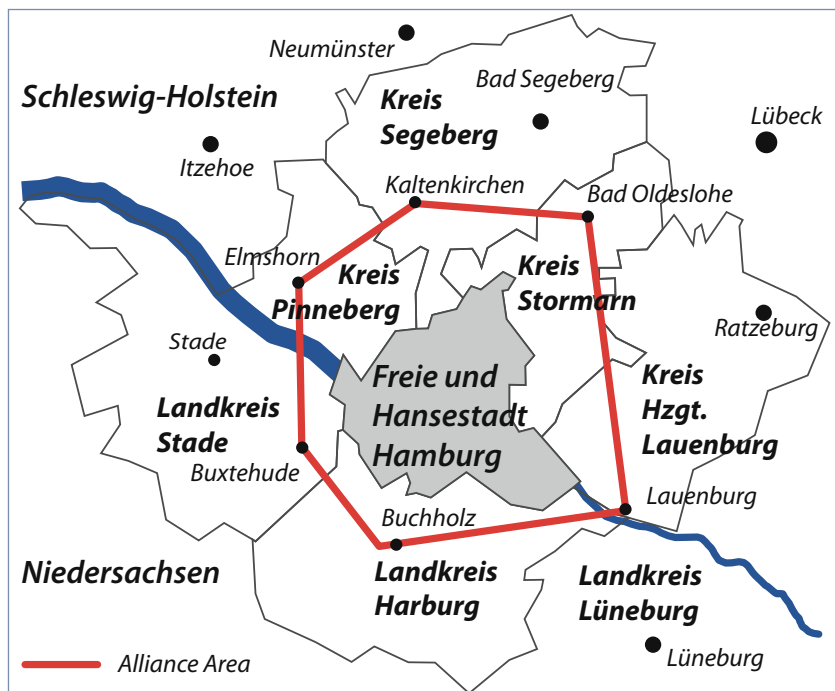 Neumünster
Schleswig-Holstein
Kreis
Segeberg
Bad Segeberg
Lübeck
Itzehoe
Kaltenkirchen
Bad Oldeslohe
Elmshorn
Kreis
Pinneberg
Kreis
Stormarn
Ratzeburg
Stade
Freie und
Hansestadt
Hamburg
Kreis
Hzgt.
Lauenburg
Landkreis
Stade
Buxtehude
Lauenburg
Buchholz
Niedersachsen
Landkreis
Harburg
Landkreis
Lüneburg
Alliance Area
Lüneburg